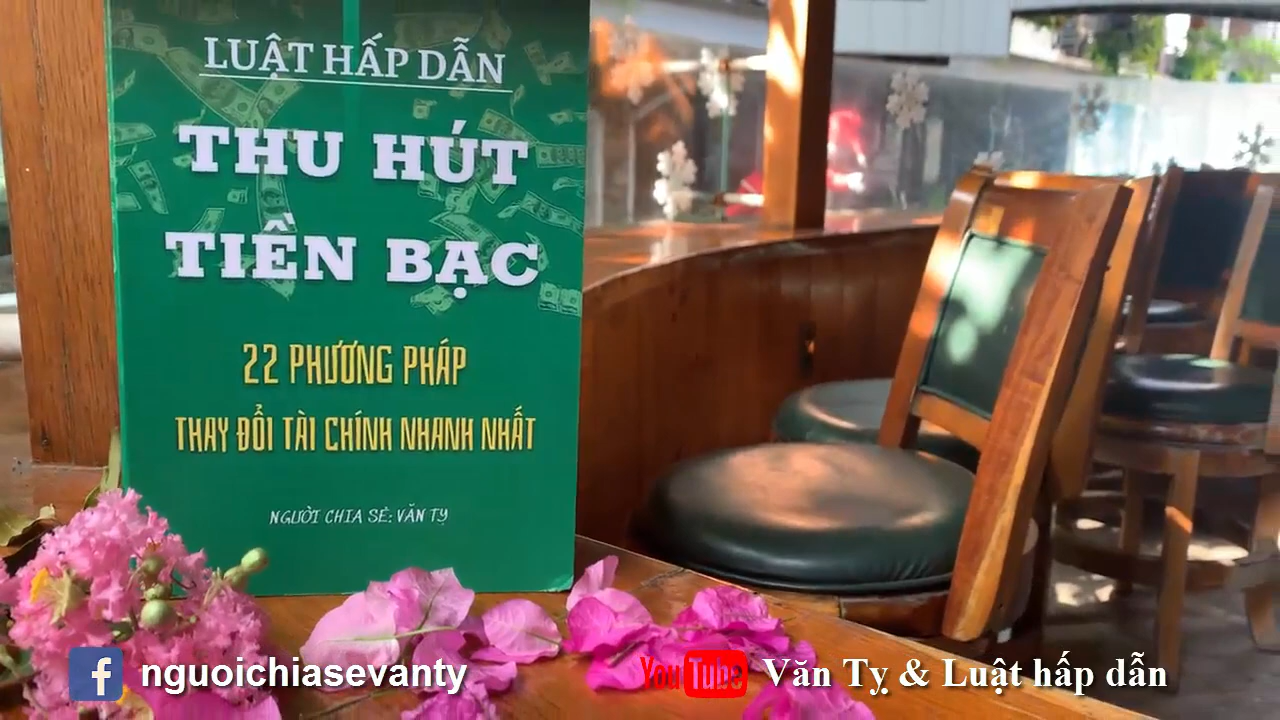 LUẬT HẤP DẪN
THU HÚT
TIỀN BẠC
22 PHƯƠNG PHÁP
THAY ĐỔI TÀI CHÍNH NHANH NHẤT
NGƯỜI CHIA SẺ: VĂN TỴ
f nguoichiasevanty
YouTube Văn Tỵ & Luật hấp dẫn